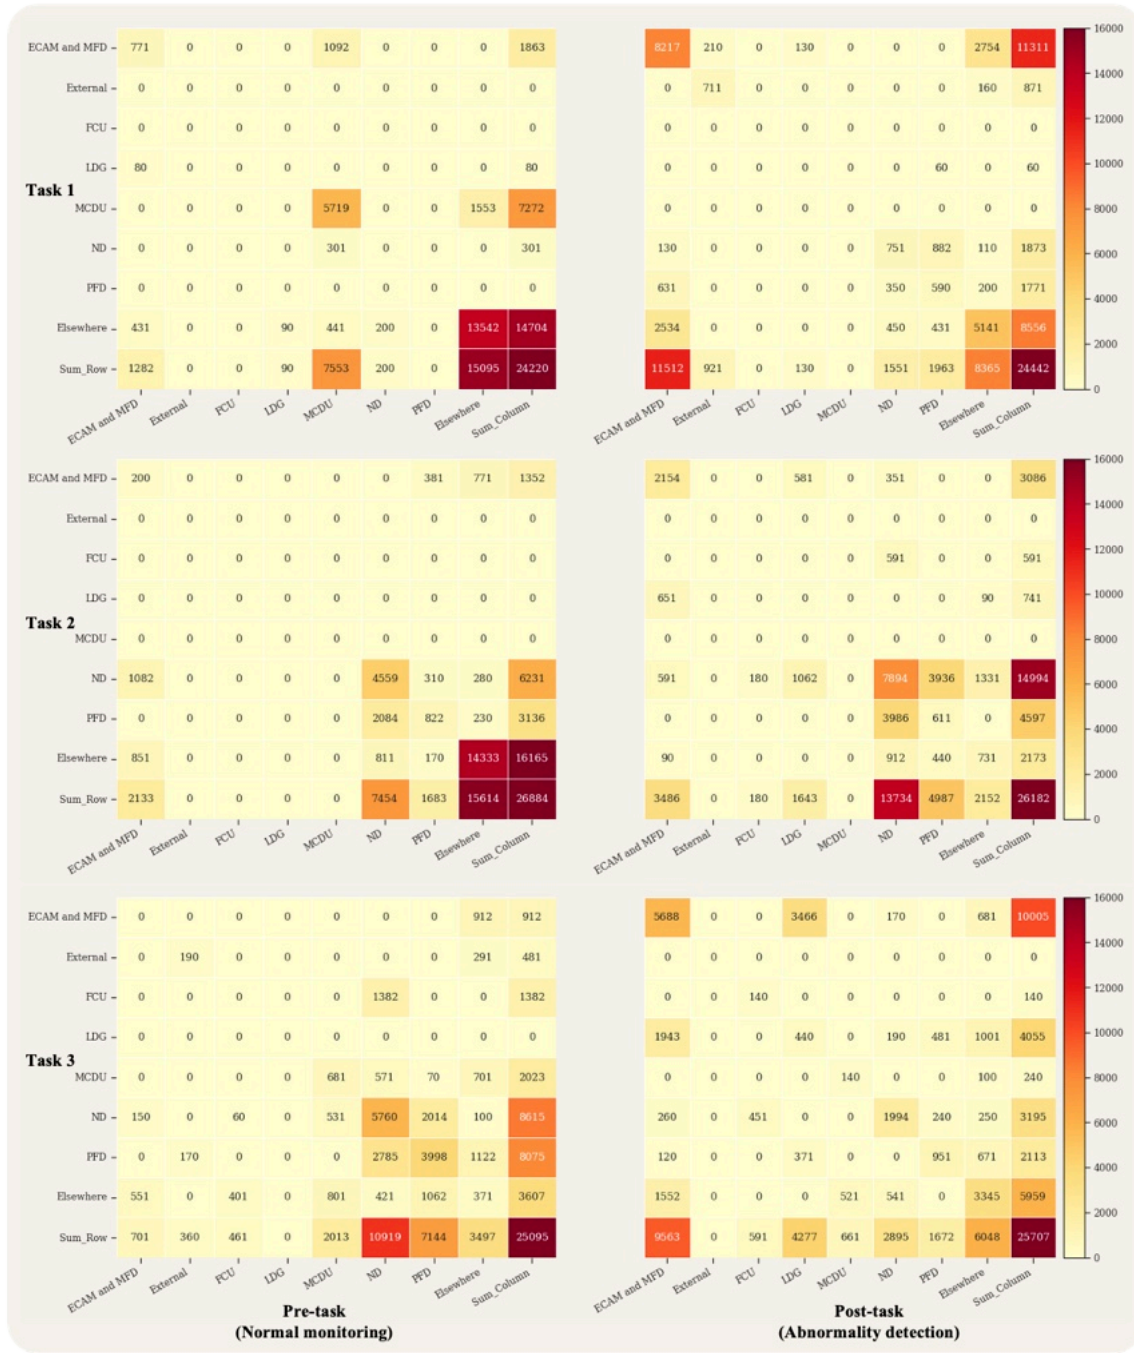 ECAM and MFD 771 0 0 0 1092 0 0 0 1863 8217 210 0 130 0 0 0 2754 11311 16000
External 0 0 0 0 0 0 0 0 0 0 711 0 0 0 0 0 160 871 14000
FCU 0 0 0 0 0 0 0 0 0 0 0 0 0 0 0 0 0 0 12000
LDG 80 0 0 0 0 0 0 0 80 0 0 0 0 0 0 60 0 60 10000
Task 1
MCDU 0 0 0 0 5719 0 0 1553 7272 0 0 0 0 0 0 0 0 0 8000
ND 0 0 0 0 301 0 0 0 301 130 0 0 0 0 751 882 110 1873 6000
PFD 0 0 0 0 0 0 0 0 0 631 0 0 0 0 350 590 200 1771 4000
Elsewhere 431 0 0 90 441 200 0 13542 14704 2534 0 0 0 0 450 431 5141 8556 2000
Sum_Row 1282 0 0 90 7553 200 0 15095 24220 11512 921 0 130 0 1551 1963 8365 24442 0
ECAM and MFD External FCU LDG MCDU ND PFD Elsewhere Sum_Column ECAM and MFD External FCU LDG MCDU ND PFD Elsewhere Sum_Column
ECAM and MFD 200 0 0 0 0 0 381 771 1352 2154 0 0 581 0 351 0 0 3086 16000
External 0 0 0 0 0 0 0 0 0 0 0 0 0 0 0 0 0 0 14000
FCU 0 0 0 0 0 0 0 0 0 0 0 0 0 0 591 0 0 591 12000
LDG 0 0 0 0 0 0 0 0 0 651 0 0 0 0 0 0 90 741 10000
Task 2
MCDU 0 0 0 0 0 0 0 0 0 0 0 0 0 0 0 0 0 0 8000
ND 1082 0 0 0 0 4559 310 280 6231 591 0 180 1062 0 7894 3936 1331 14994 6000
PFD 0 0 0 0 0 2084 822 230 3136 0 0 0 0 0 3986 611 0 4597 4000
Elsewhere 851 0 0 0 0 811 170 14333 16165 90 0 0 0 0 912 440 731 2173 2000
Sum_Row 2133 0 0 0 0 7454 1683 15614 26884 3486 0 180 1643 0 13734 4987 2152 26182 0
ECAM and MFD External FCU LDG MCDU ND PFD Elsewhere Sum_Column ECAM and MFD External FCU LDG MCDU ND PFD Elsewhere Sum_Column
ECAM and MFD 0 0 0 0 0 0 0 912 912 5688 0 0 3466 0 170 0 681 10005 16000
External 0 190 0 0 0 0 0 291 481 0 0 0 0 0 0 0 0 0 14000
FCU 0 0 0 0 0 1382 0 0 1382 0 0 140 0 0 0 0 0 140 12000
LDG 0 0 0 0 0 0 0 0 0 1943 0 0 440 0 190 481 1001 4055 10000
Task 3
MCDU 0 0 0 0 681 571 70 701 2023 0 0 0 0 140 0 0 100 240 8000
ND 150 0 60 0 531 5760 2014 100 8615 260 0 451 0 0 1994 240 250 3195 6000
PFD 0 170 0 0 0 2785 3998 1122 8075 120 0 0 371 0 0 951 671 2113 4000
Elsewhere 551 0 401 0 801 421 1062 371 3607 1552 0 0 0 521 541 0 3345 5959 2000
Sum_Row 701 360 461 0 2013 10919 7144 3497 25095 9563 0 591 4277 661 2895 1672 6048 25707 0
ECAM and MFD External FCU LDG MCDU ND PFD Elsewhere Sum_Column ECAM and MFD External FCU LDG MCDU ND PFD Elsewhere Sum_Column
Pre-task Post-task
(Normal monitoring) (Abnormality detection)